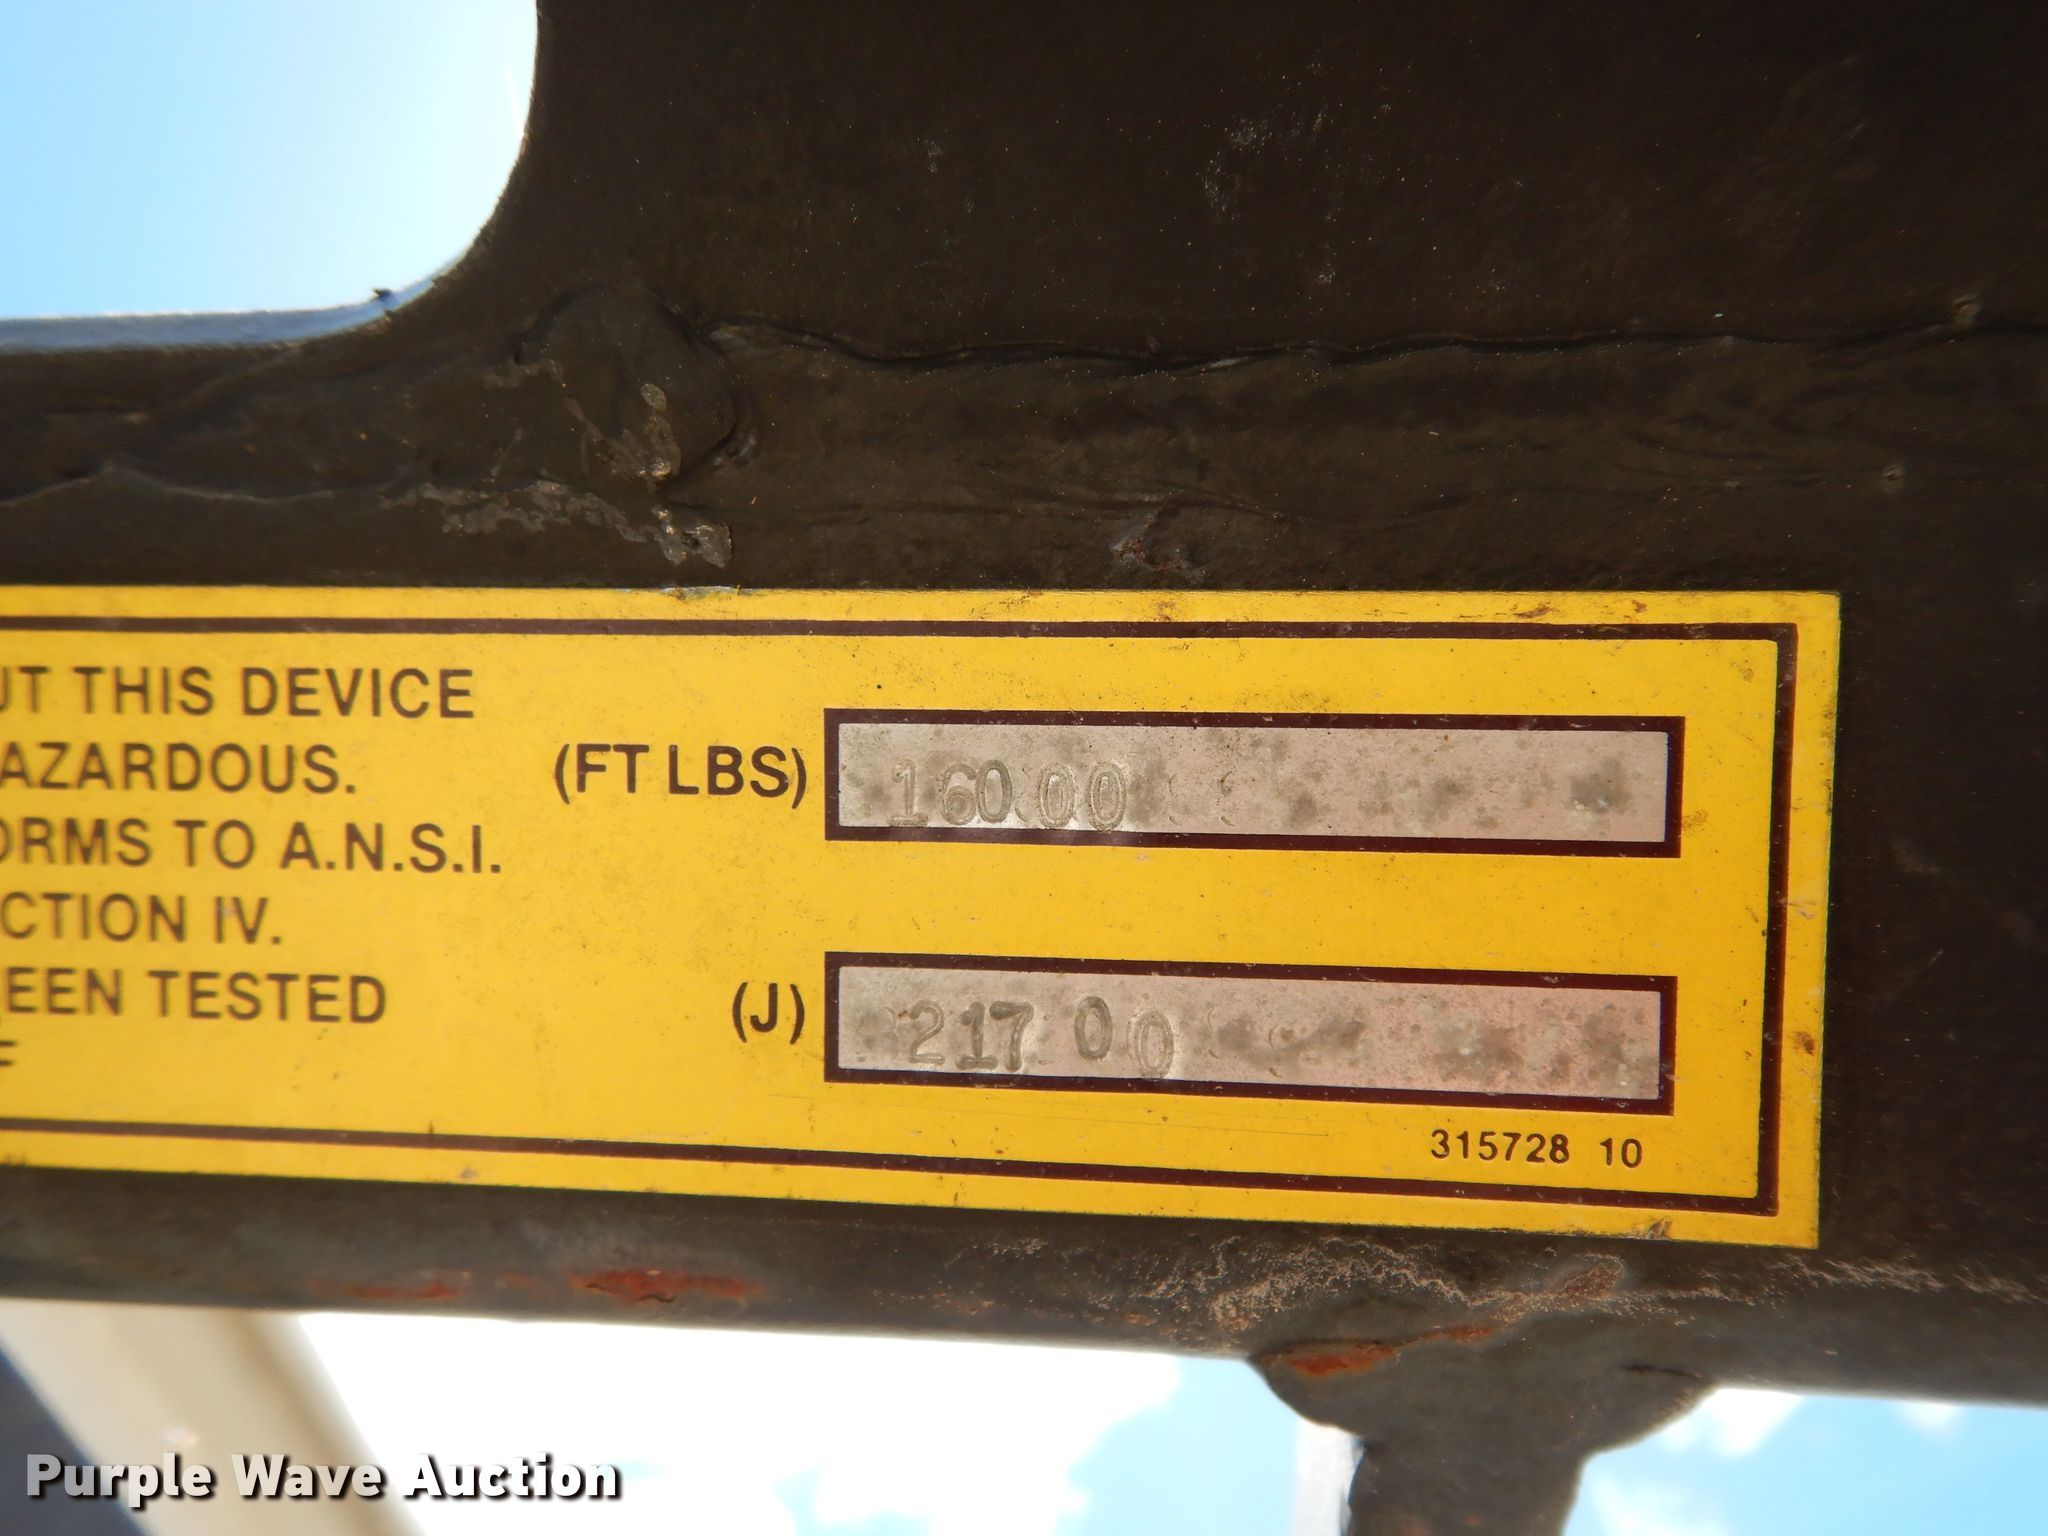 UT THIS DEVICE
AZARDOUS.
ORMS TO A.N.S.I.
CTION IV.
EEN TESTED
F
(FT LBS) 16000
(J) 21700
315728 10
Purple Wave Auction